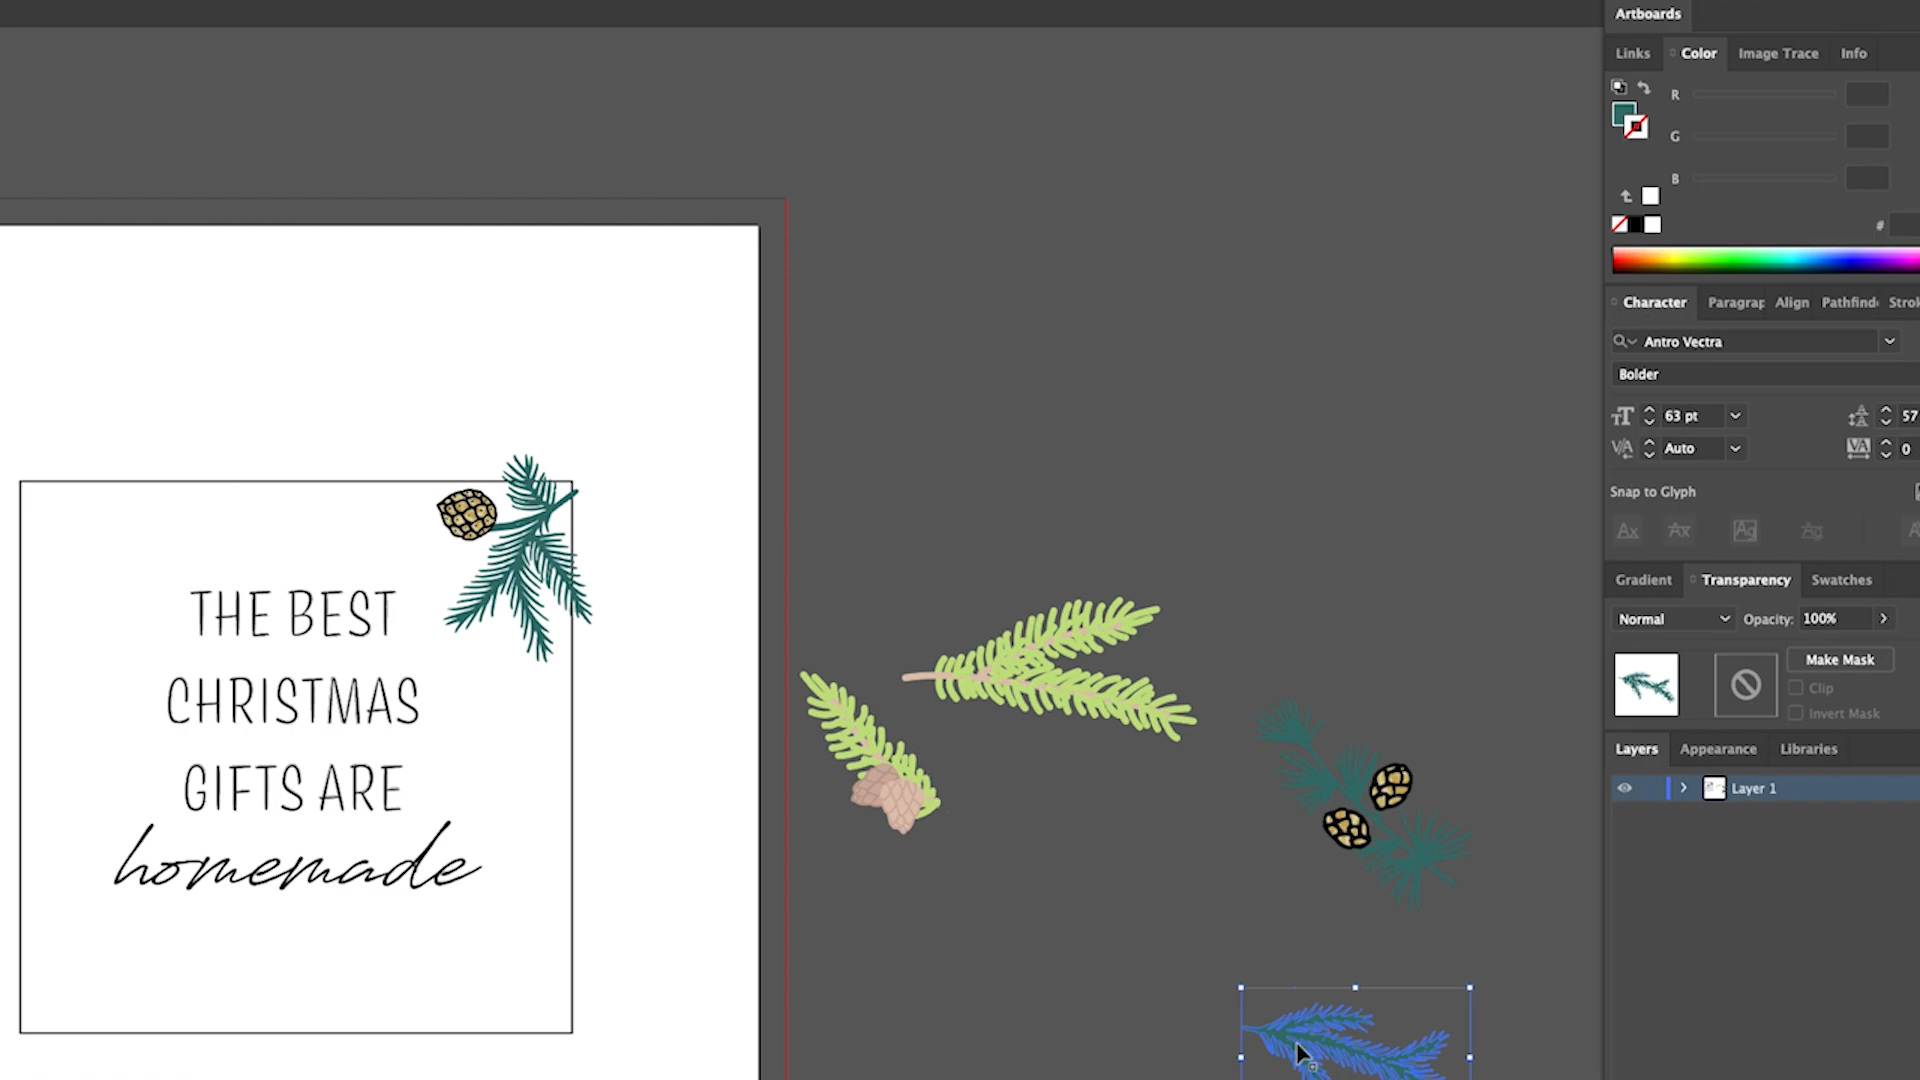 Artboards
Links Color Image Trace Info
R
G
B
#
Character Paragrap Align Pathfind Strok
Antro Vectra
Bolder
63 pt 57
Auto 0
Snap to Glyph
Gradient Transparency Swatches
Normal Opacity: 100%
Make Mask
Clip
Invert Mask
Layers Appearance Libraries
Layer 1
THE BEST
CHRISTMAS
GIFTS ARE
homemade